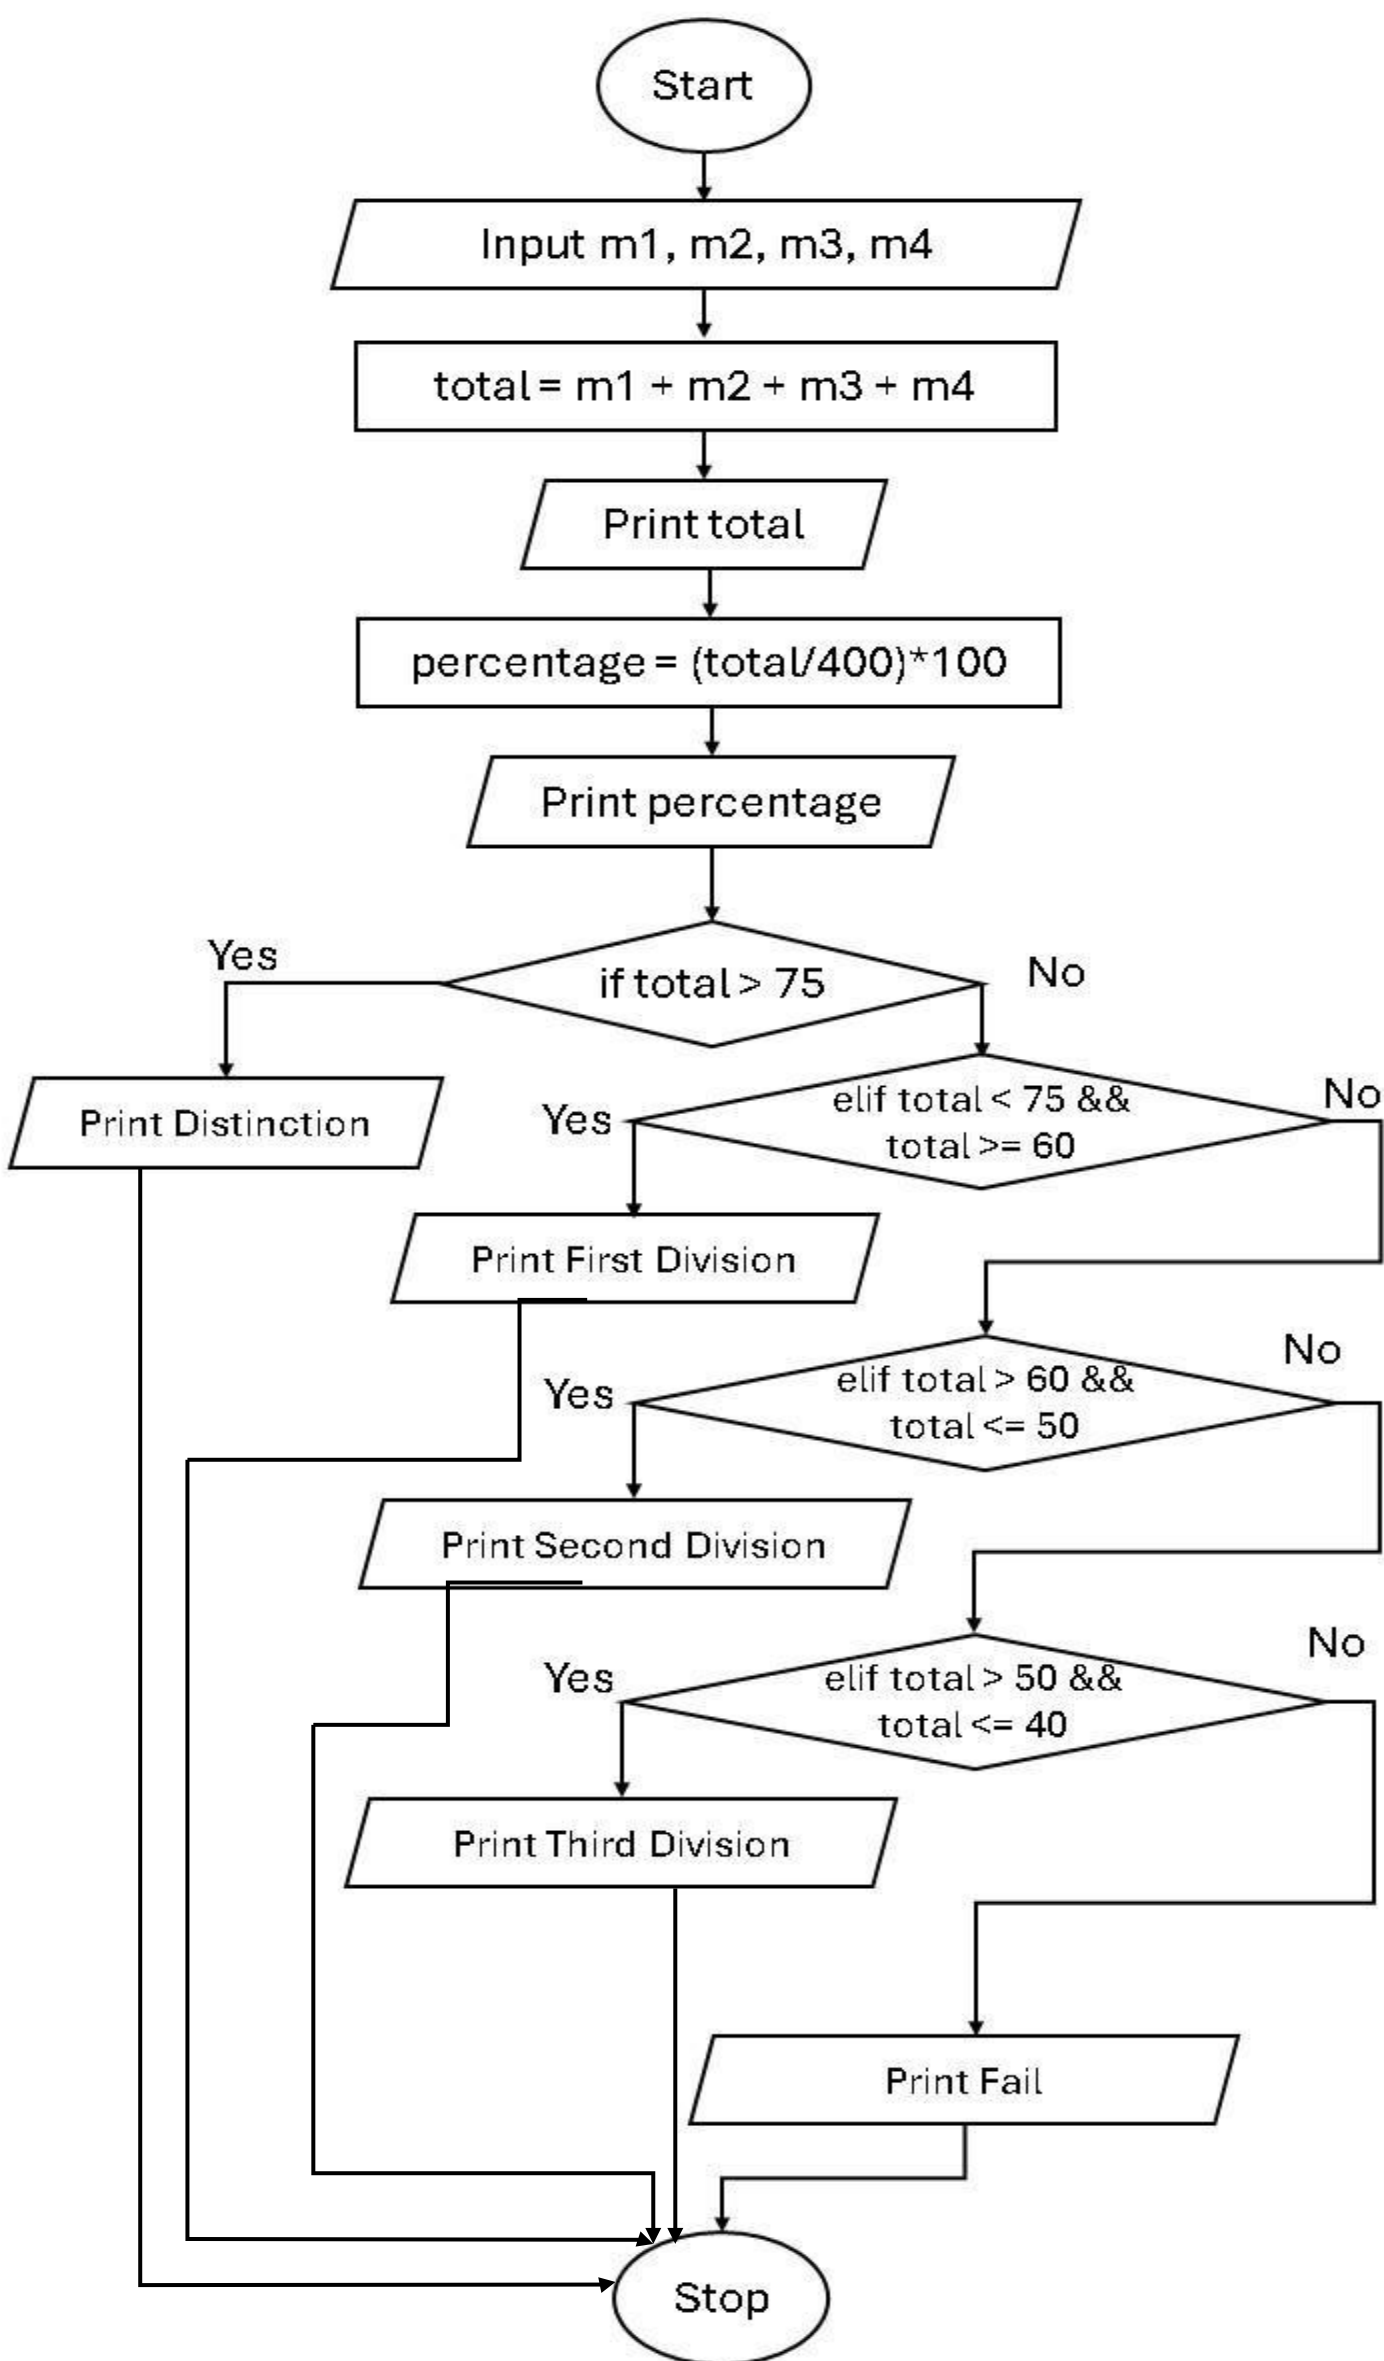 Start
Input m1, m2, m3, m4
total = m1 + m2 + m3 + m4
Print total
percentage = (total/400)*100
Print percentage
Yes
if total > 75
No
Print Distinction
Yes
elif total < 75 &&
total >= 60
No
Print First Division
Yes
elif total > 60 &&
total <= 50
No
Print Second Division
Yes
elif total > 50 &&
total <= 40
No
Print Third Division
Print Fail
Stop